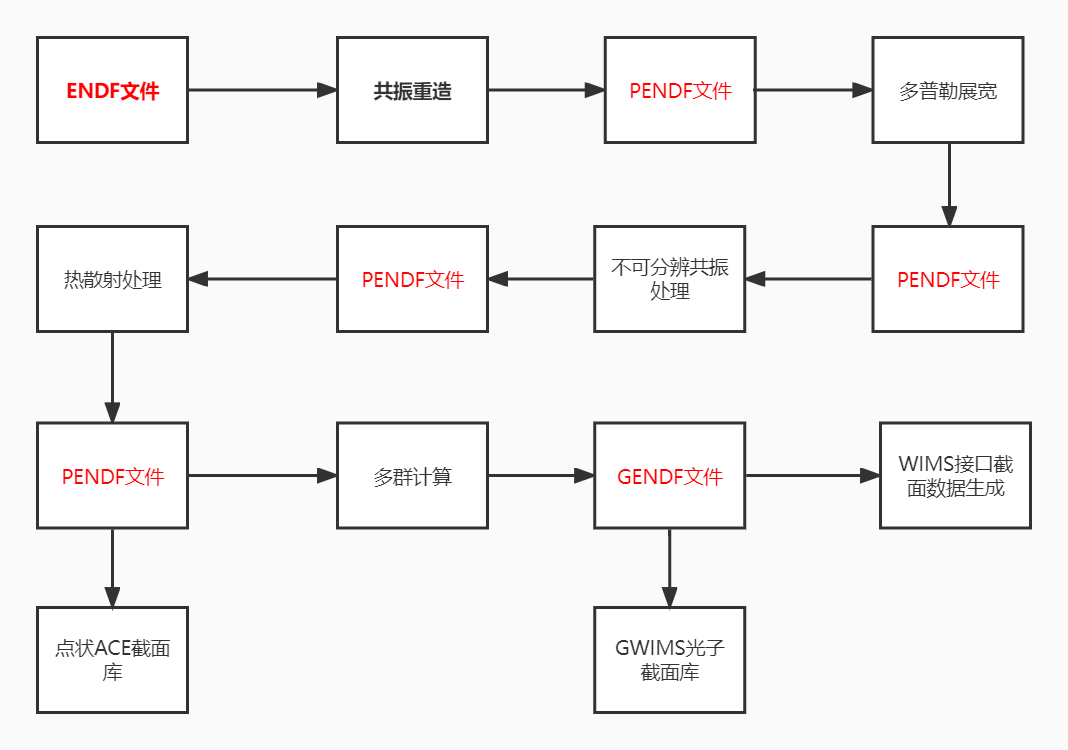 ENDF文件
共振重造
PENDF文件
多普勒展宽
热散射处理
PENDF文件
不可分辨共振
处理
PENDF文件
PENDF文件
多群计算
GENDF文件
WIMS接口截
面数据生成
点状ACE截面
库
GWIMS光子
截面库